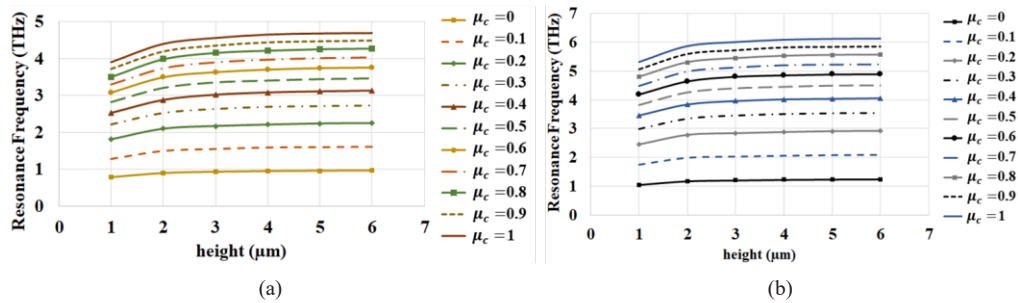 Resonance Frequency (THz)
5
4
3
2
1
0
0 1 2 3 4 5 6 7
height (µm)
μc =0
μc =0.1
μc =0.2
μc =0.3
μc =0.4
μc =0.5
μc =0.6
μc =0.7
μc =0.8
μc =0.9
μc =1
(a)
Resonance Frequency (THz)
7
6
5
4
3
2
1
0
0 1 2 3 4 5 6 7
height (µm)
μc =0
μc =0.1
μc =0.2
μc =0.3
μc =0.4
μc =0.5
μc =0.6
μc =0.7
μc =0.8
μc =0.9
μc =1
(b)